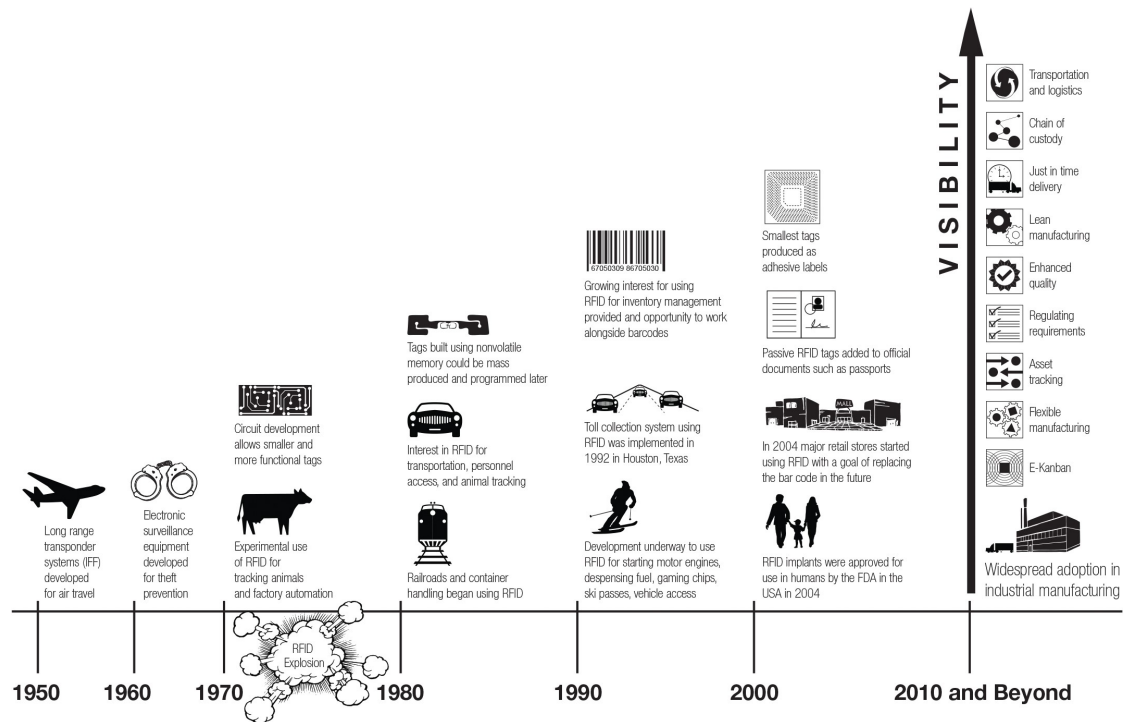 Long range
transponder
systems (IFF)
developed
for air travel
Electronic
surveillance
equipment
developed
for theft
prevention
Circuit development
allows smaller and
more functional tags
Experimental use
of RFID for
tracking animals
and factory automation
Tags built using nonvolatile
memory could be mass
produced and programmed later
Interest in RFID for
transportation, personnel
access, and animal tracking
Railroads and container
handling began using RFID
67050309 86705030
Growing interest for using
RFID for inventory management
provided and opportunity to work
alongside barcodes
Toll collection system using
RFID was implemented in
1992 in Houston, Texas
Development underway to use
RFID for starting motor engines,
despensing fuel, gaming chips,
ski passes, vehicle access
Smallest tags
produced as
adhesive labels
Passive RFID tags added to official
documents such as passports
MALL
In 2004 major retail stores started
using RFID with a goal of replacing
the bar code in the future
RFID implants were approved for
use in humans by the FDA in the
USA in 2004
VISIBILITY
Transportation
and logistics
Chain of
custody
Just in time
delivery
Lean
manufacturing
Enhanced
quality
Regulating
requirements
Asset
tracking
Flexible
manufacturing
E-Kanban
Widespread adoption in
industrial manufacturing
RFID
Explosion
1950
1960
1970
1980
1990
2000
2010 and Beyond